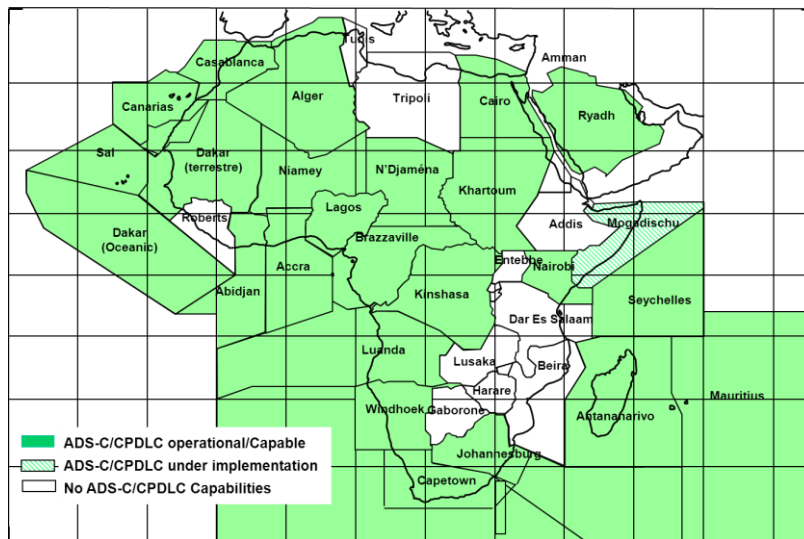 Tunis
Casablanca
Amman
Canarias
Alger
Tripoli
Cairo
Ryadh
Sal
Dakar
(terrestre)
Niamey
N'Djaména
Khartoum
Lagos
Roberts
Addis
Mogadischu
Dakar
(Oceanic)
Brazzaville
Accra
Entebbe
Nairobi
Abidjan
Kinshasa
Seychelles
Dar Es Salaam
Luanda
Lusaka
Beira
Harare
Mauritius
Windhoek
Gaborone
Antananarivo
ADS-C/CPDLC operational/Capable
Johannesburg
ADS-C/CPDLC under implementation
Capetown
No ADS-C/CPDLC Capabilities